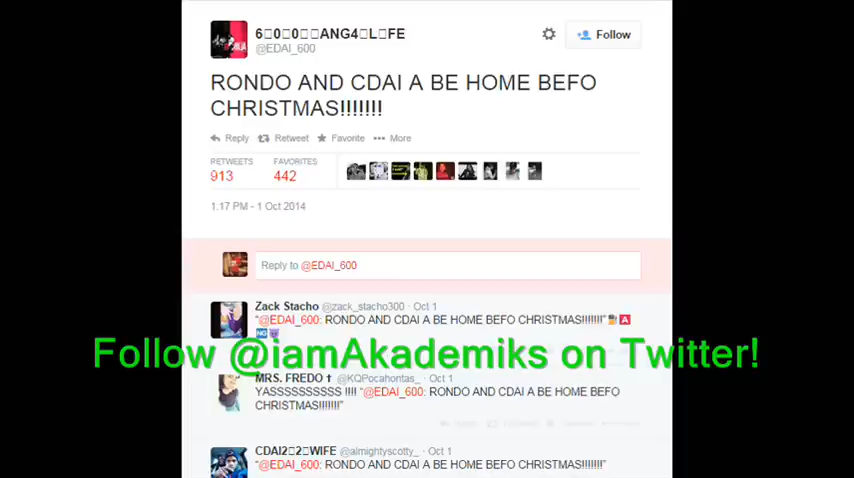 6▯0▯0▯▯ANG4▯L▯FE
@EDAI_600
Follow
RONDO AND CDAI A BE HOME BEFO
CHRISTMAS!!!!!!!
Reply Retweet Favorite More
RETWEETS FAVORITES
913 442
1:17 PM - 1 Oct 2014
Reply to @EDAI_600
Zack Stacho @zack_stacho300 · Oct 1
"@EDAI_600: RONDO AND CDAI A BE HOME BEFO CHRISTMAS!!!!!!!" 🅰
🆖
Follow @iamAkademiks on Twitter!
MRS. FREDO ✝ @KQPocahontas_ · Oct 1
YASSSSSSSSSS !!!! "@EDAI_600: RONDO AND CDAI A BE HOME BEFO
CHRISTMAS!!!!!!!"
CDAI2▯2▯WIFE @almightyscotty_ · Oct 1
"@EDAI_600: RONDO AND CDAI A BE HOME BEFO CHRISTMAS!!!!!!!"